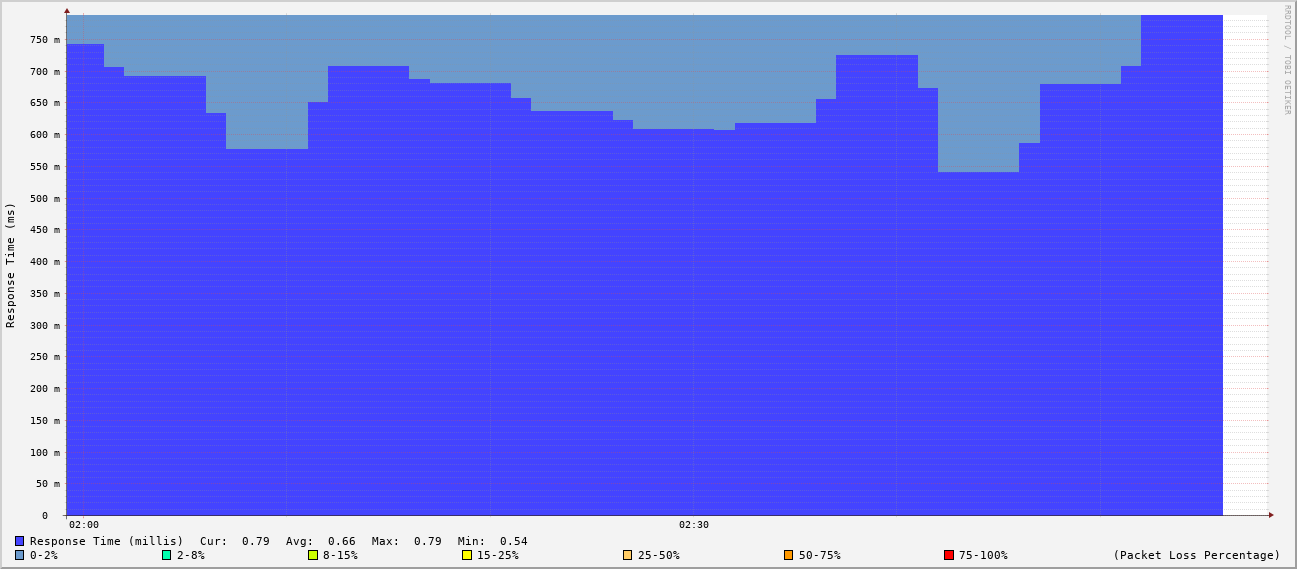 RRDTOOL / TOBI OETIKER
Response Time (ms)
750 m
700 m
650 m
600 m
550 m
500 m
450 m
400 m
350 m
300 m
250 m
200 m
150 m
100 m
50 m
0
02:00 02:30
Response Time (millis) Cur: 0.79 Avg: 0.66 Max: 0.79 Min: 0.54
0-2% 2-8% 8-15% 15-25% 25-50% 50-75% 75-100% (Packet Loss Percentage)